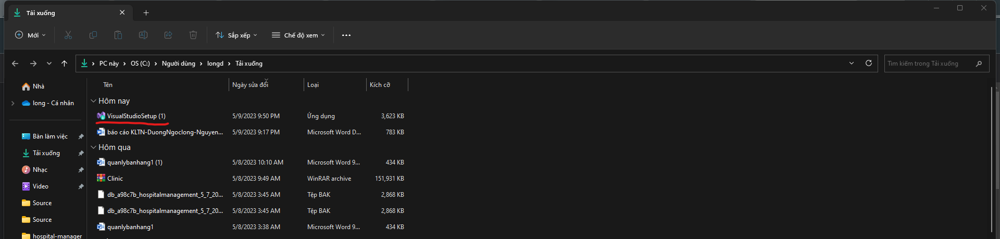 Tải xuống
Mới
Sắp xếp
Chế độ xem
PC này > OS (C:) > Người dùng > longd > Tải xuống
Tìm kiếm trong Tải xuống
Nhà
long - Cá nhân
Bàn làm việc
Tải xuống
Nhạc
Video
Source
Source
hospital-manager
Tên Ngày sửa đổi Loại Kích cỡ
Hôm nay
VisualStudioSetup (1) 5/9/2023 9:50 PM Ứng dụng 3,623 KB
báo cáo KLTN-DuongNgoclong-Nguyen... 5/9/2023 9:17 PM Microsoft Word D... 783 KB
Hôm qua
quanlybanhang1 (1) 5/8/2023 10:10 AM Microsoft Word 9... 434 KB
Clinic 5/8/2023 9:49 AM WinRAR archive 151,931 KB
db_a98c7b_hospitalmanagement_5_7_20... 5/8/2023 3:45 AM Tệp BAK 2,868 KB
db_a98c7b_hospitalmanagement_5_7_20... 5/8/2023 3:45 AM Tệp BAK 2,868 KB
quanlybanhang1 5/8/2023 3:38 AM Microsoft Word 9... 434 KB